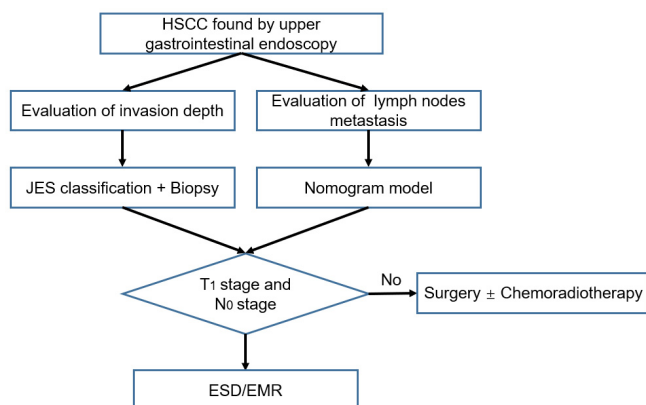 HSCC found by upper
gastrointestinal endoscopy
Evaluation of invasion depth
Evaluation of lymph nodes
metastasis
JES classification + Biopsy
Nomogram model
T1 stage and
N0 stage
No
Surgery ± Chemoradiotherapy
ESD/EMR